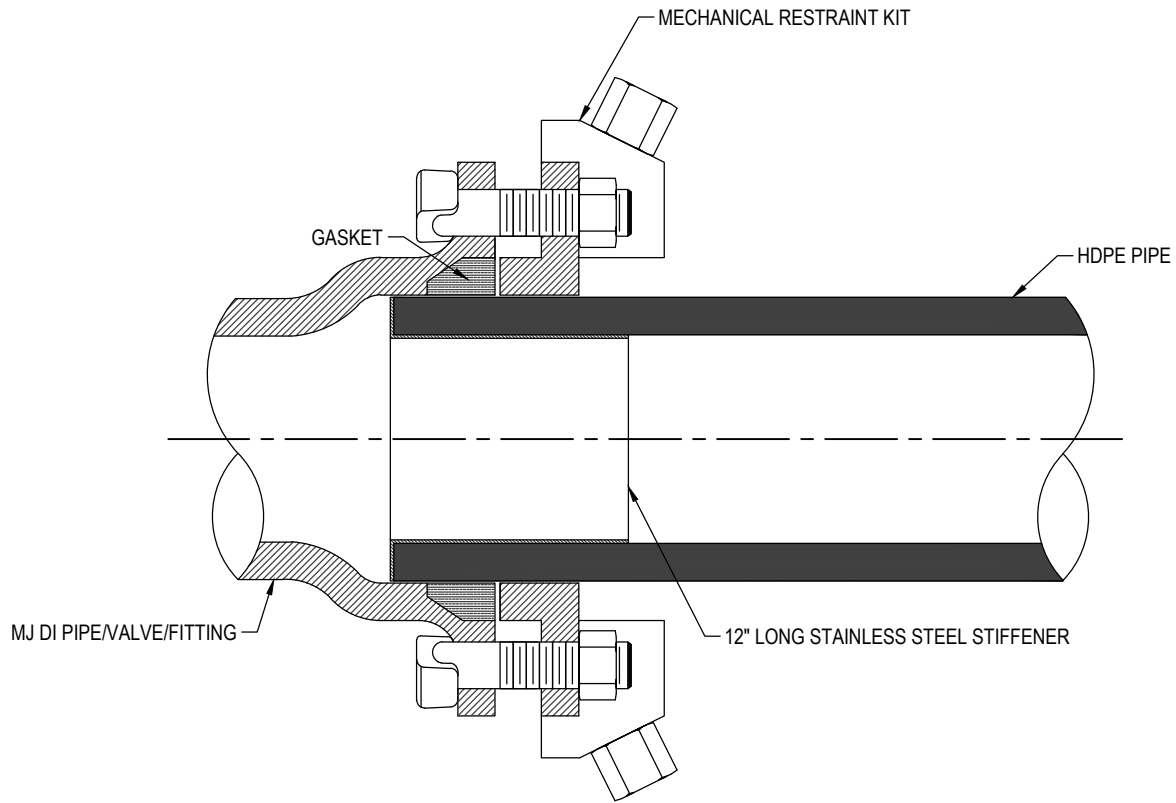 MECHANICAL RESTRAINT KIT
GASKET
HDPE PIPE
MJ DI PIPE/VALVE/FITTING
12" LONG STAINLESS STEEL STIFFENER